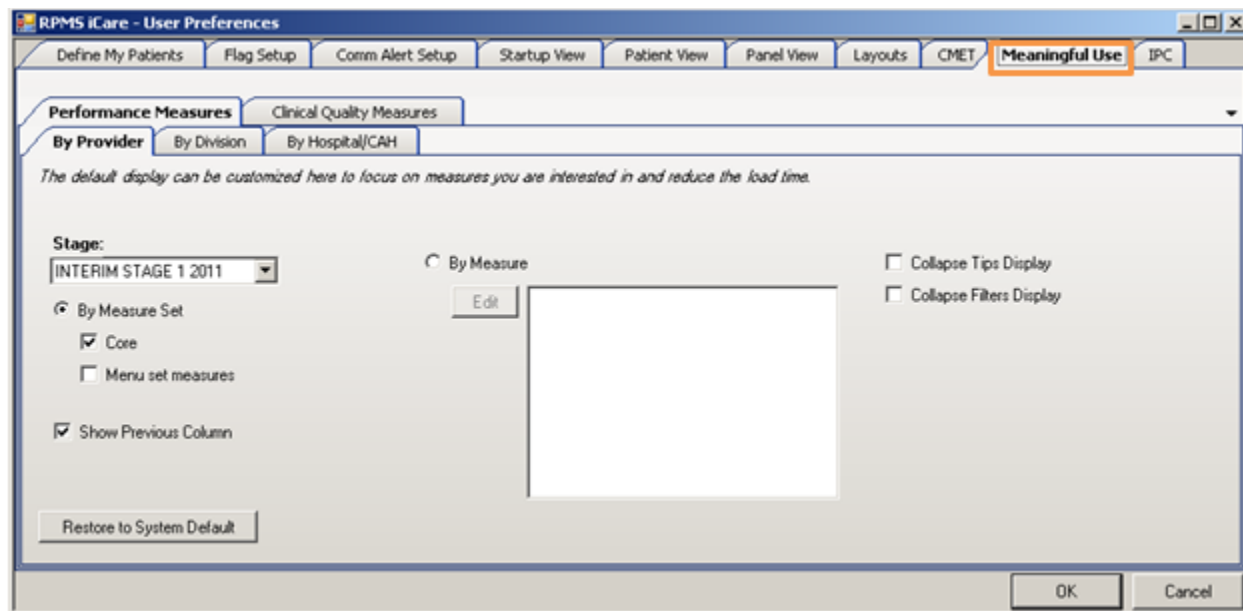 RPMS iCare - User Preferences
Define My Patients Flag Setup Comm Alert Setup Startup View Patient View Panel View Layouts CMET Meaningful Use IPC
Performance Measures Clinical Quality Measures
By Provider By Division By Hospital/CAH
The default display can be customized here to focus on measures you are interested in and reduce the load time.
Stage:
INTERIM STAGE 1 2011
By Measure Set
Core
Menu set measures
Show Previous Column
By Measure
Edit
Collapse Tips Display
Collapse Filters Display
Restore to System Default
OK Cancel